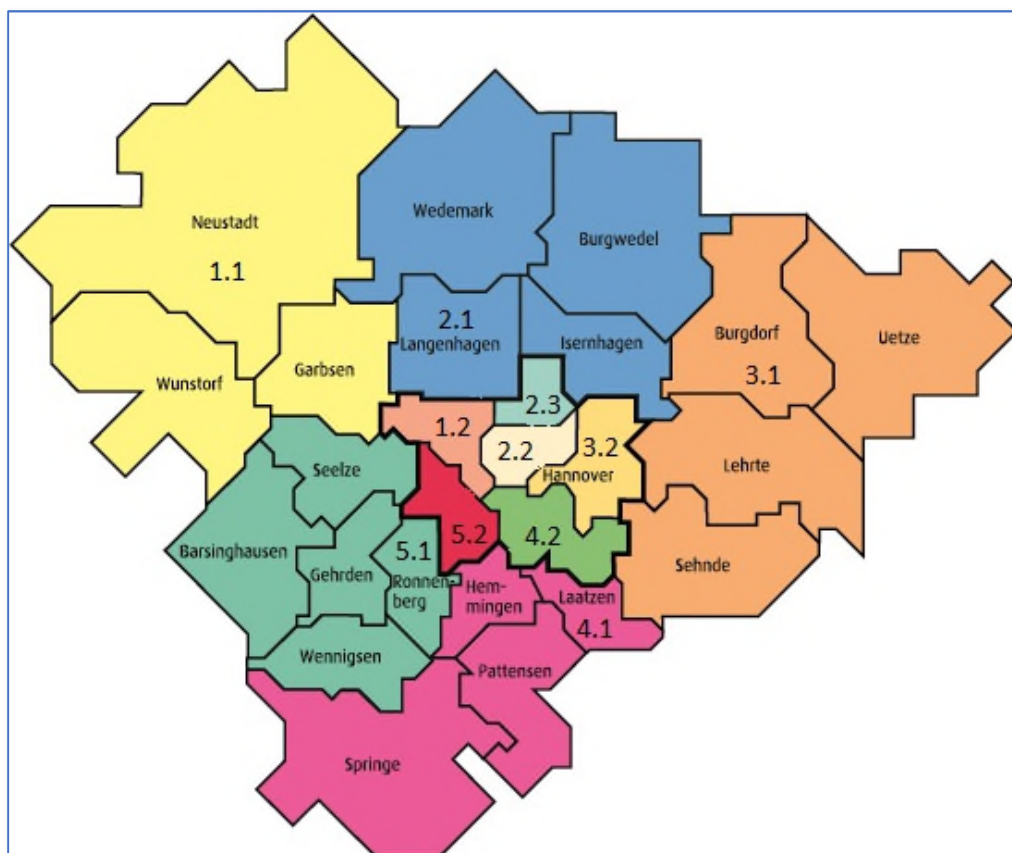 Neustadt
1.1
Wedemark
Burgwedel
2.1
Langenhagen
Isernhagen
Burgdorf
3.1
Uetze
Wunstorf
Garbsen
2.3
1.2
2.2
3.2
Hannover
Lehrte
Seelze
Barsinghausen
Gehrden
5.1
Ronnen-
berg
5.2
4.2
Sehnde
Hem-
mingen
Laatzen
4.1
Wennigsen
Pattensen
Springe